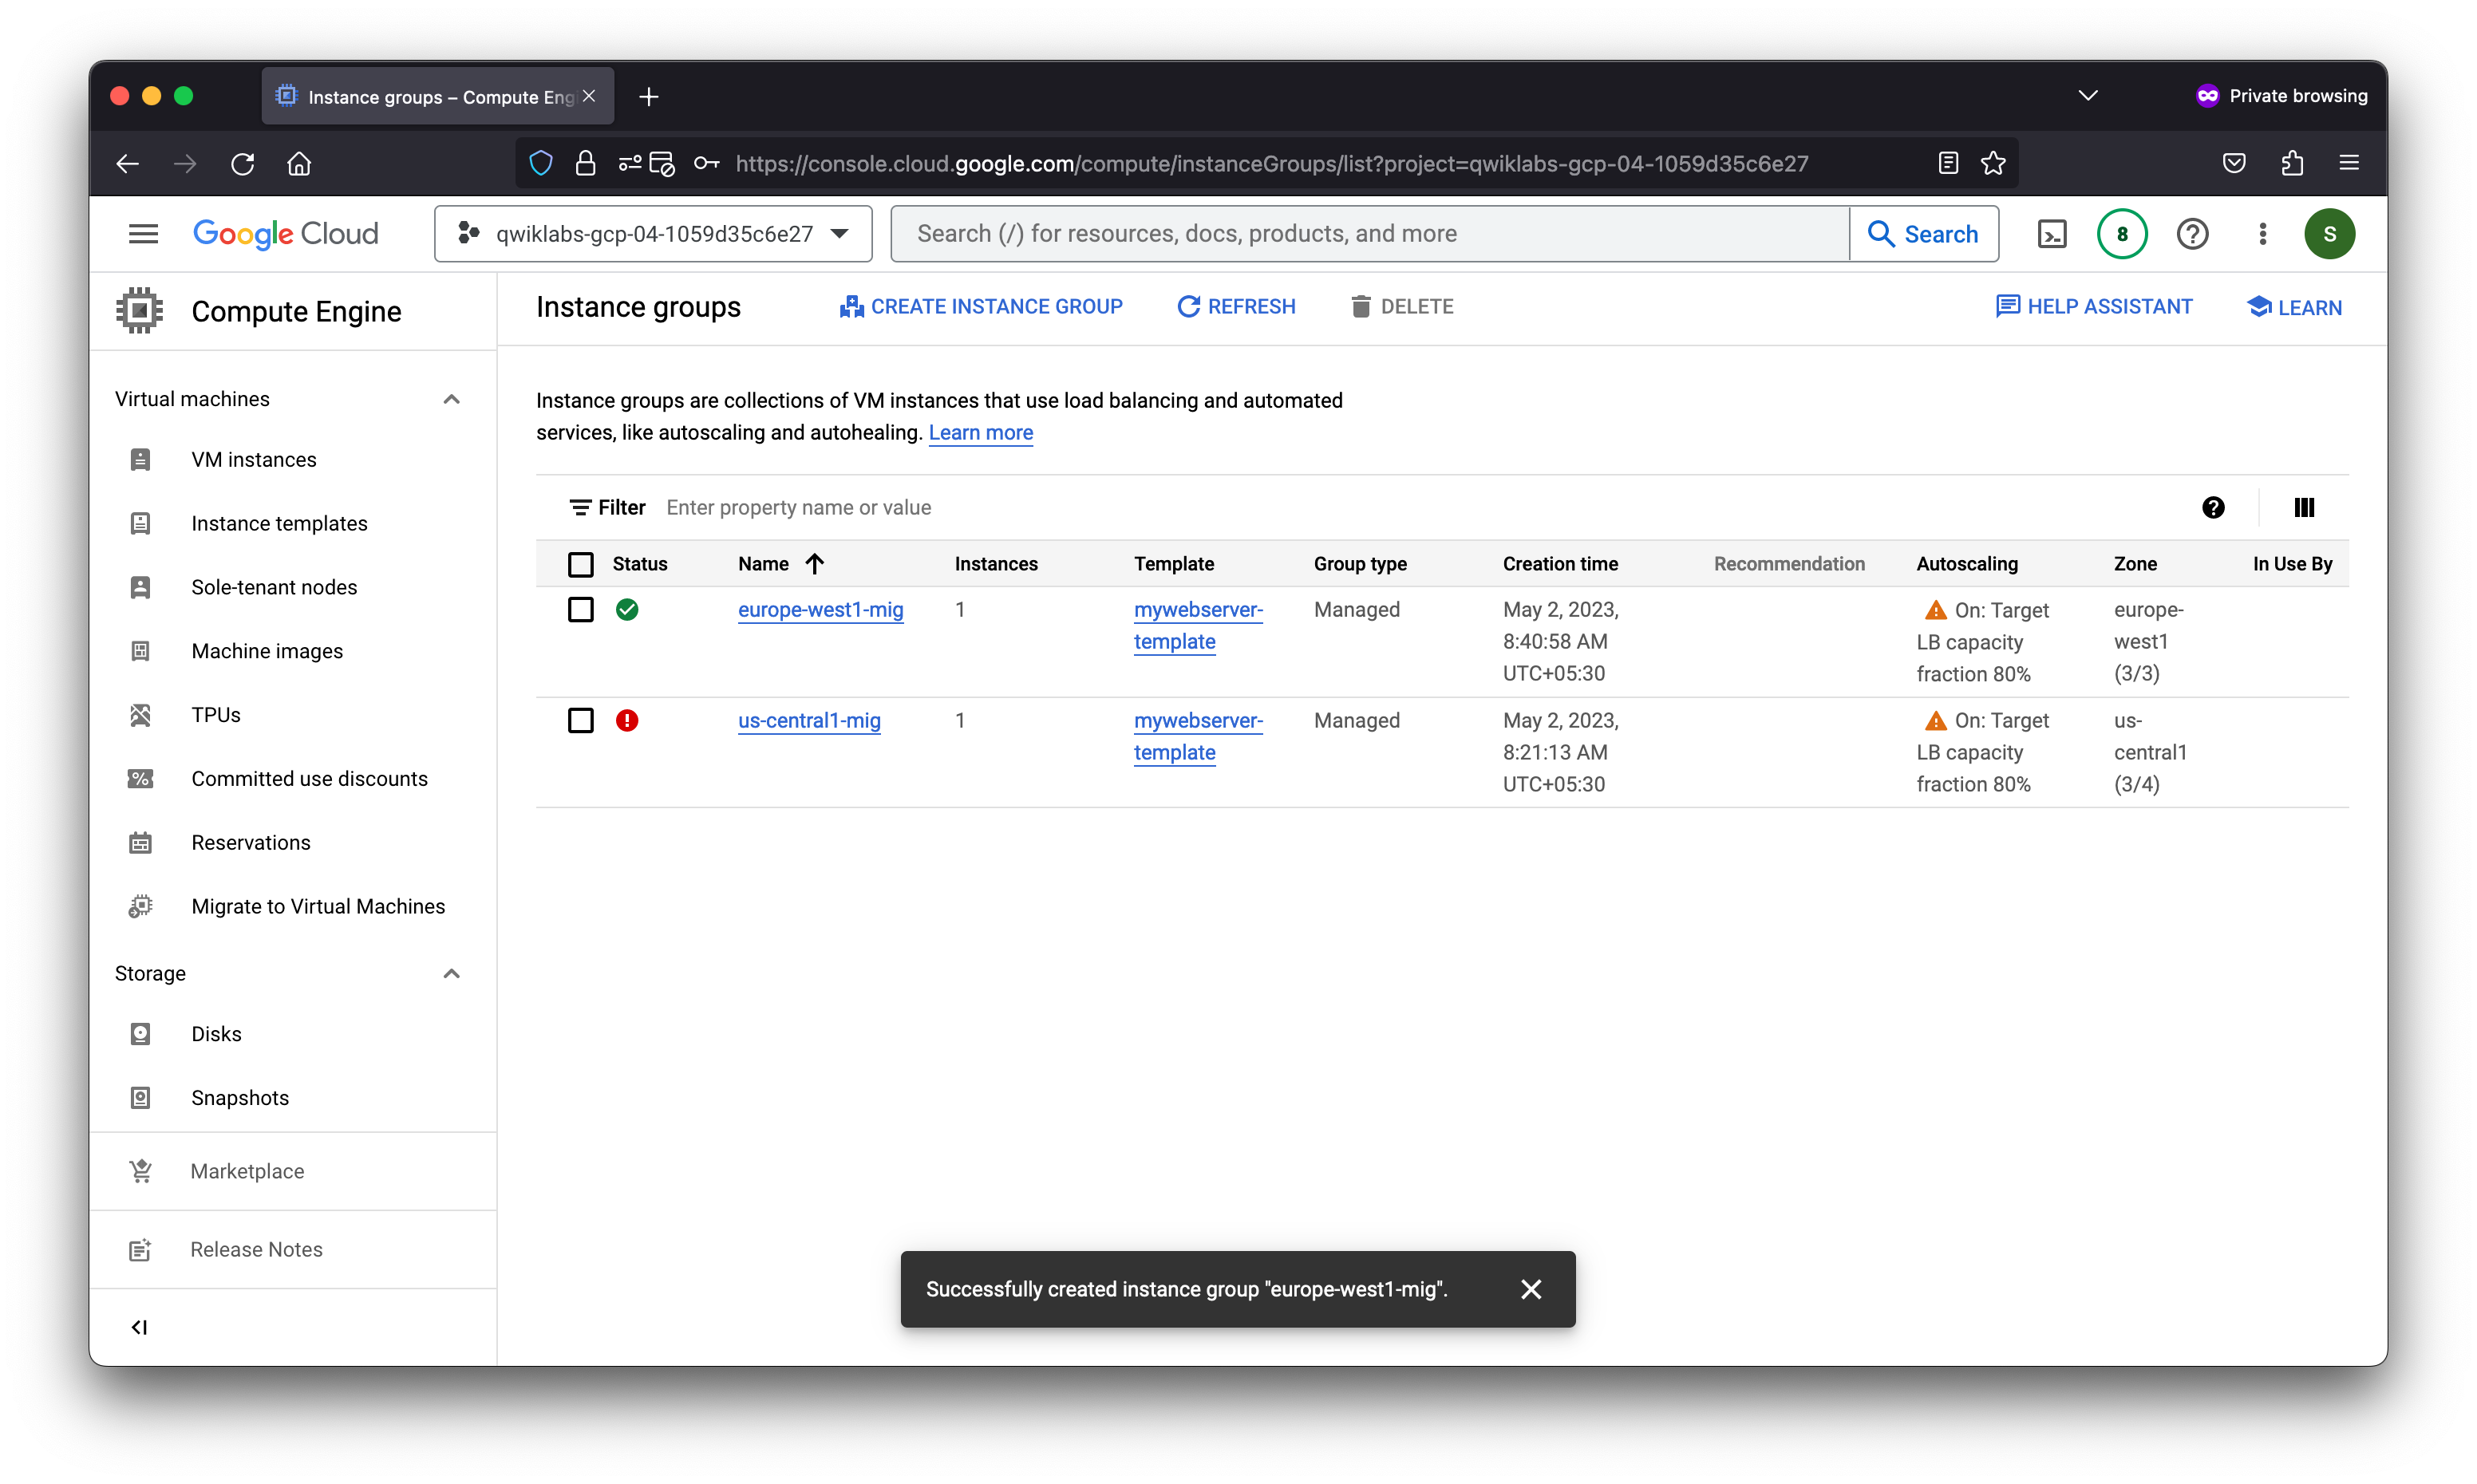 Instance groups – Compute Eng
Private browsing
https://console.cloud.google.com/compute/instanceGroups/list?project=qwiklabs-gcp-04-1059d35c6e27
Google Cloud
qwiklabs-gcp-04-1059d35c6e27
Search (/) for resources, docs, products, and more
Search
8
S
Compute Engine
Instance groups
CREATE INSTANCE GROUP
REFRESH
DELETE
HELP ASSISTANT
LEARN
Virtual machines
VM instances
Instance templates
Sole-tenant nodes
Machine images
TPUs
Committed use discounts
Reservations
Migrate to Virtual Machines
Storage
Disks
Snapshots
Marketplace
Release Notes
Instance groups are collections of VM instances that use load balancing and automated
services, like autoscaling and autohealing. Learn more
Filter Enter property name or value
Status Name Instances Template Group type Creation time Recommendation Autoscaling Zone In Use By
europe-west1-mig 1 mywebserver- Managed May 2, 2023, On: Target europe-
template 8:40:58 AM LB capacity west1
UTC+05:30 fraction 80% (3/3)
us-central1-mig 1 mywebserver- Managed May 2, 2023, On: Target us-
template 8:21:13 AM LB capacity central1
UTC+05:30 fraction 80% (3/4)
Successfully created instance group "europe-west1-mig".